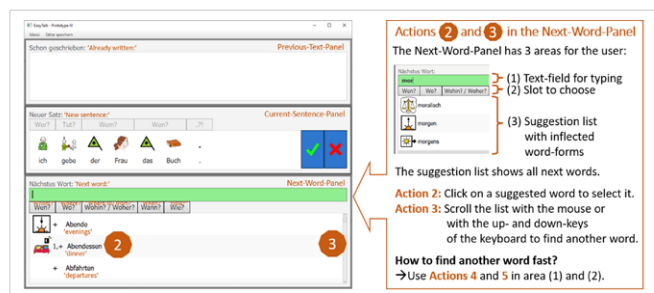 EasyTalk - Prototype IV
Menü Sätze speichern
Schon geschrieben: 'Already written:' Previous-Text-Panel
Neuer Satz: 'New sentence:' Current-Sentence-Panel
Wer? Tut? Wem? Wen? .?!
ich gebe der Frau das Buch .
Nächstes Wort: 'Next word:' Next-Word-Panel
Wen? Wo? Wohin? / Woher? Wann? Wie?
+ Abende
'evenings'
1,+ Abendessen 2 3
'dinner'
+ Abfahrten
'departures'
Actions 2 and 3 in the Next-Word-Panel
The Next-Word-Panel has 3 areas for the user:
Nächstes Wort:
mor
(1) Text-field for typing
Wen? Wo? Wohin? / Woher?
(2) Slot to choose
moralisch
morgen
morgens
(3) Suggestion list
with inflected
word-forms
The suggestion list shows all next words.
Action 2: Click on a suggested word to select it.
Action 3: Scroll the list with the mouse or
with the up- and down-keys
of the keyboard to find another word.
How to find another word fast?
→Use Actions 4 and 5 in area (1) and (2).